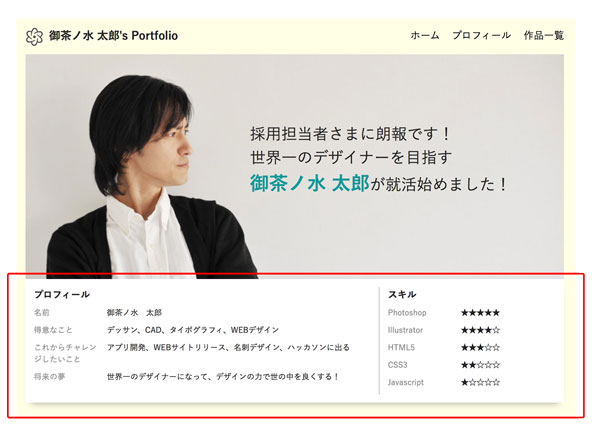 御茶ノ水 太郎's Portfolio
ホーム プロフィール 作品一覧
採用担当者さまに朗報です！
世界一のデザイナーを目指す
御茶ノ水 太郎が就活始めました！
プロフィール
名前 御茶ノ水　太郎
得意なこと デッサン、CAD、タイポグラフィ、WEBデザイン
これからチャレン
ジしたいこと アプリ開発、WEBサイトリリース、名刺デザイン、ハッカソンに出る
将来の夢 世界一のデザイナーになって、デザインの力で世の中を良くする！
スキル
Photoshop ★★★★★
Illustrator ★★★★☆
HTML5 ★★★☆☆
CSS3 ★★☆☆☆
Javascript ★☆☆☆☆